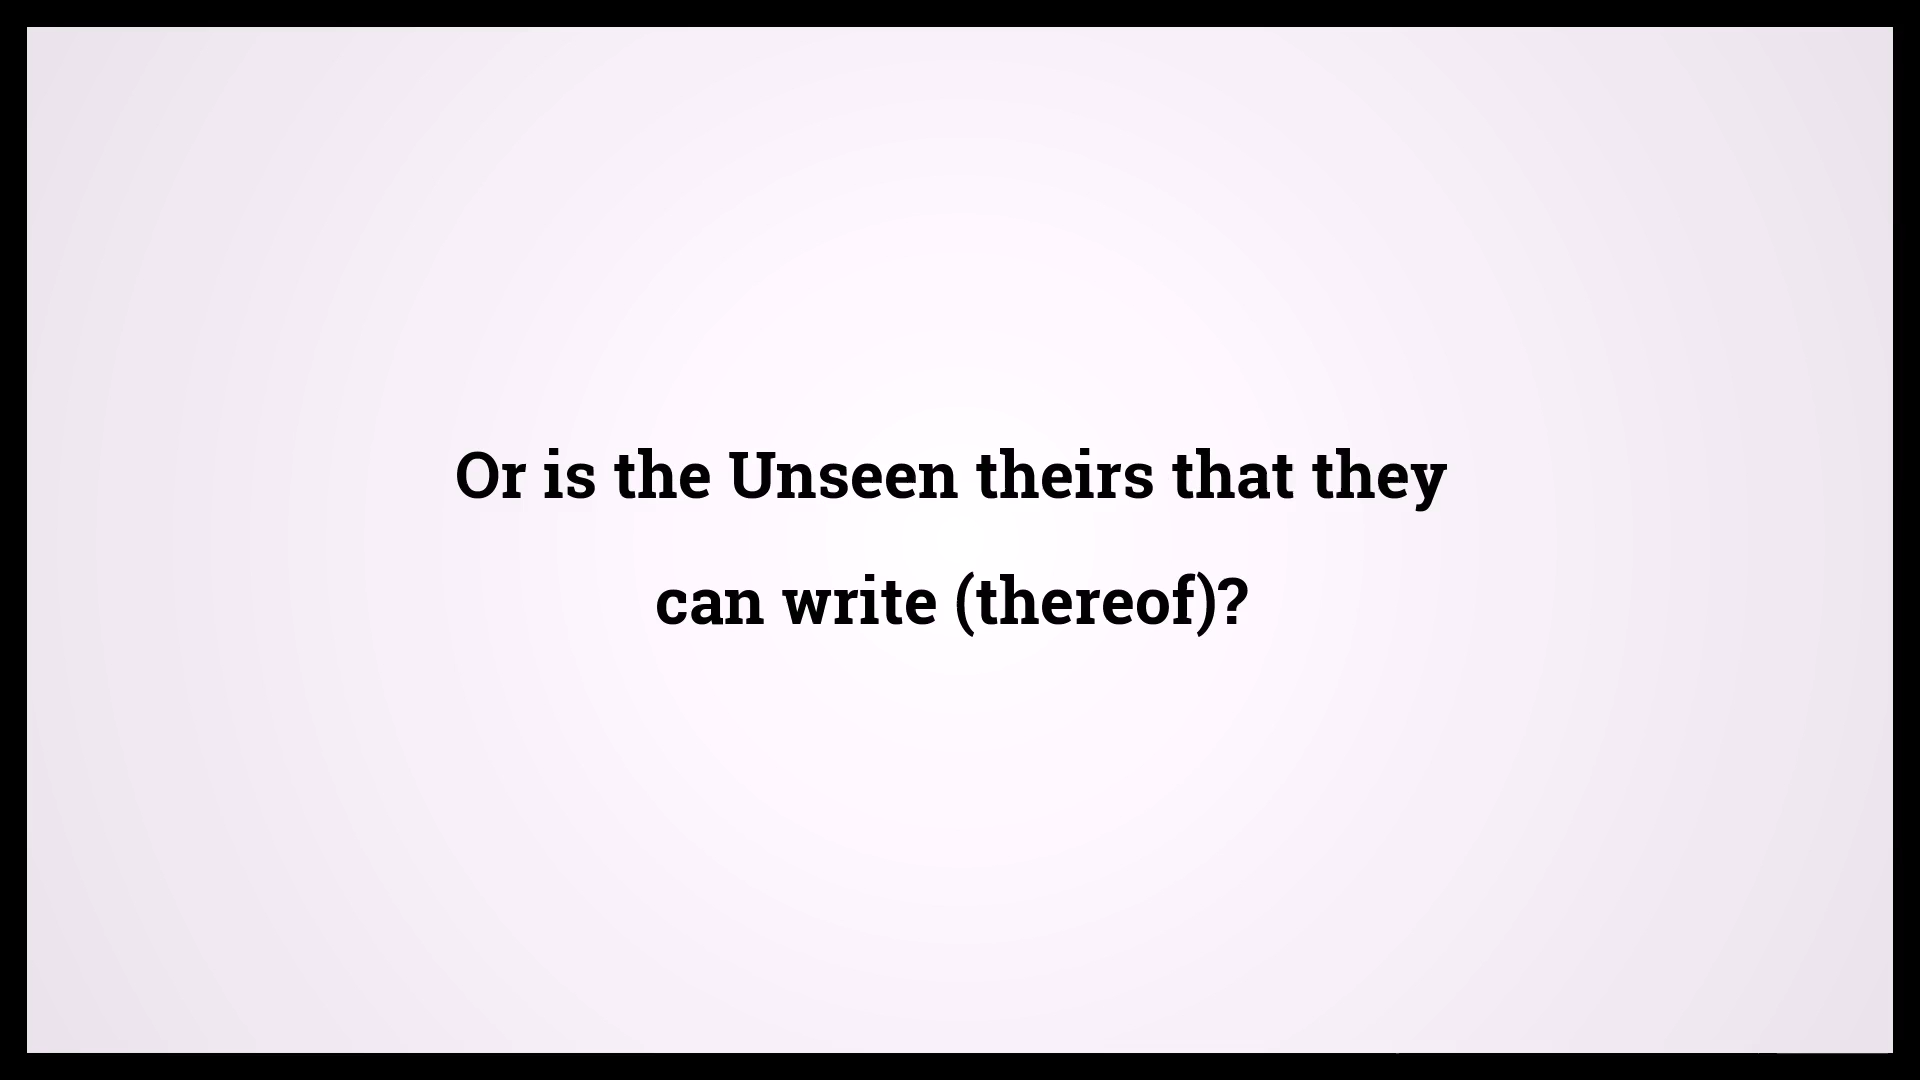 Or is the Unseen theirs that they
can write (thereof)?